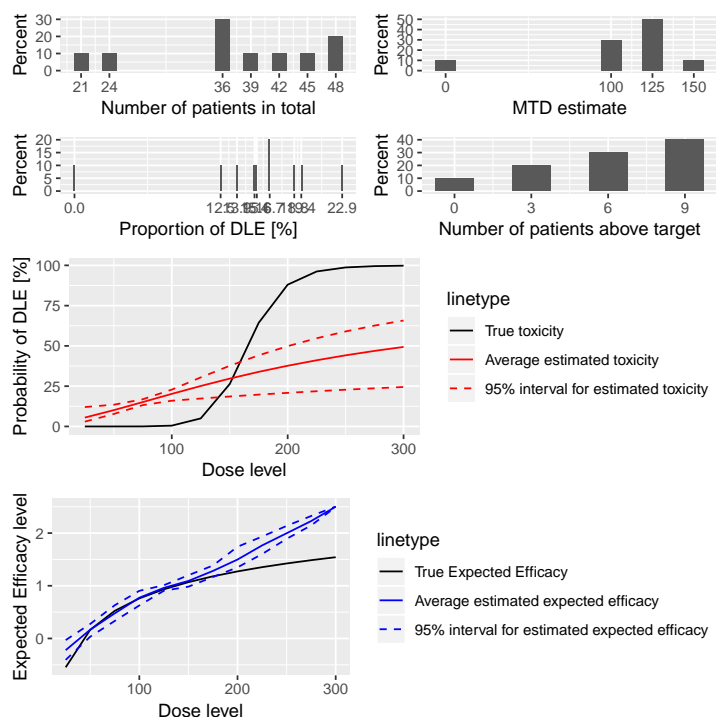 Percent
30
20
10
0
21 24 36 39 42 45 48
Number of patients in total
Percent
50
40
30
20
10
0
0 100 125 150
MTD estimate
Percent
20
15
10
5
0
0.0 22.9
Proportion of DLE [%]
Percent
40
30
20
10
0
0 3 6 9
Number of patients above target
Probability of DLE [%]
100
75
50
25
0
100 200 300
Dose level
linetype
True toxicity
Average estimated toxicity
95% interval for estimated toxicity
Expected Efficacy level
2
1
0
100 200 300
Dose level
linetype
True Expected Efficacy
Average estimated expected efficacy
95% interval for estimated expected efficacy